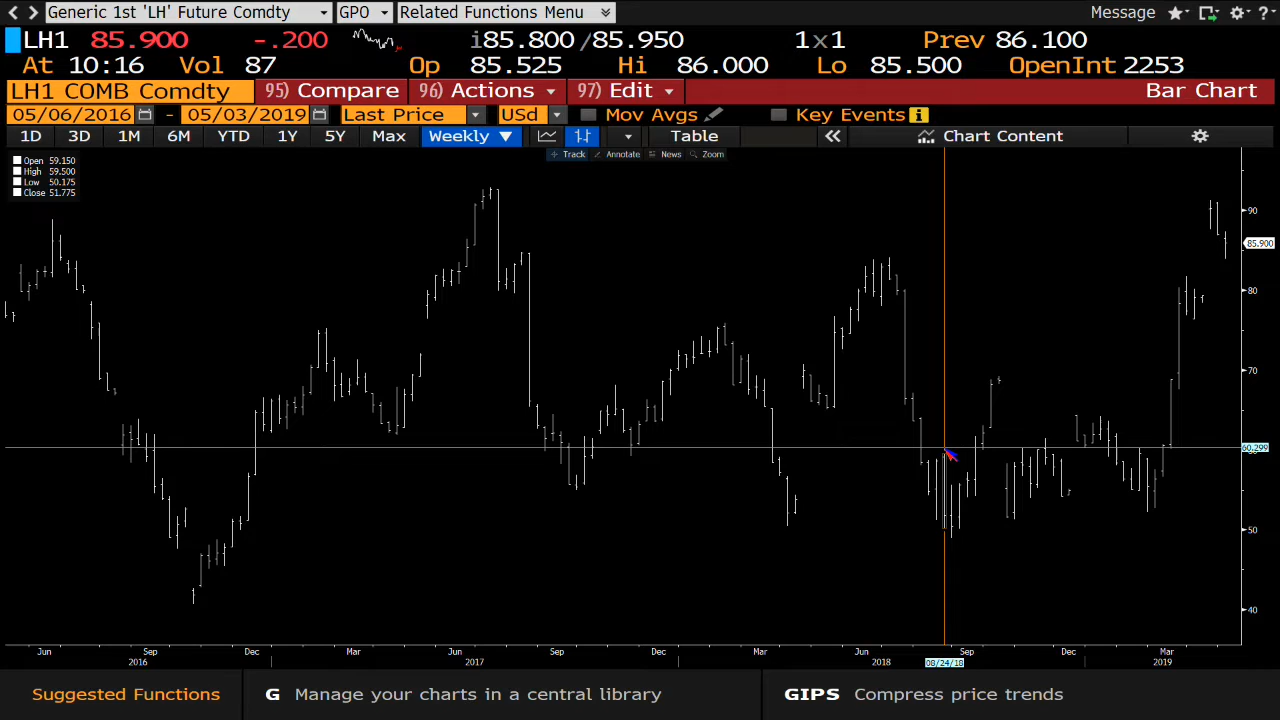 Generic 1st 'LH' Future Comdty GPO Related Functions Menu Message ?
LH1 85.900 -.200 i85.800 /85.950 1x1 Prev 86.100
At 10:16 Vol 87 Op 85.525 Hi 86.000 Lo 85.500 OpenInt 2253
LH1 COMB Comdty 95) Compare 96) Actions 97) Edit Bar Chart
05/06/2016 - 05/03/2019 Last Price USd Mov Avgs Key Events i
1D 3D 1M 6M YTD 1Y 5Y Max Weekly ▼ Table « Chart Content
Track Annotate News Zoom
Open 59.150
High 59.500
Low 50.175
Close 51.775
90
85.900
80
70
60.299
50
40
Jun Sep Dec Mar Jun Sep Dec Mar Jun Sep Dec Mar
2016 2017 2018 08/24/18 2019
Suggested Functions G Manage your charts in a central library GIPS Compress price trends